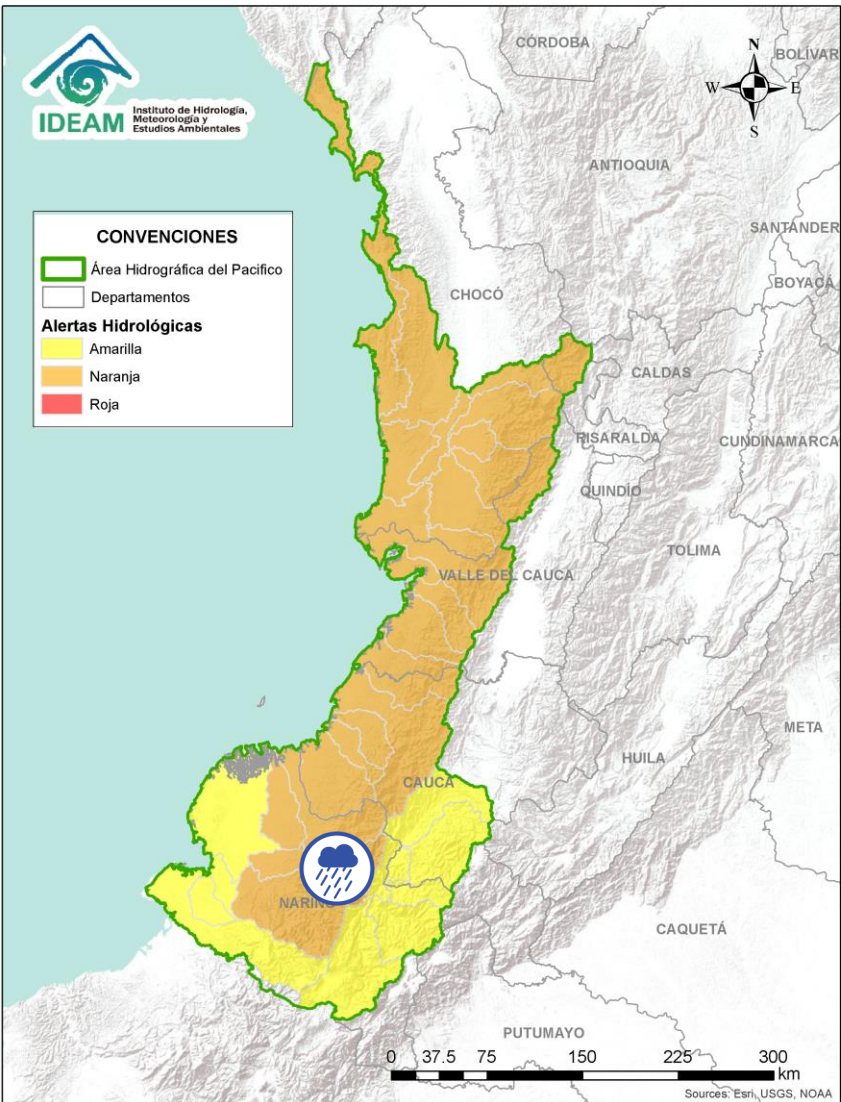 IDEAM
Instituto de Hidrología,
Meteorología y
Estudios Ambientales
N
W
E
S
CÓRDOBA
BOLÍVAR
ANTIOQUIA
SANTANDER
BOYACÁ
CHOCÓ
CALDAS
RISARALDA
CUNDINAMARCA
QUINDÍO
TOLIMA
VALLE DEL CAUCA
META
HUILA
CAUCA
NARIÑO
CAQUETÁ
PUTUMAYO
CONVENCIONES
Área Hidrográfica del Pacifico
Departamentos
Alertas Hidrológicas
Amarilla
Naranja
Roja
0 37.5 75 150 225 300
km
Sources: Esri, USGS, NOAA